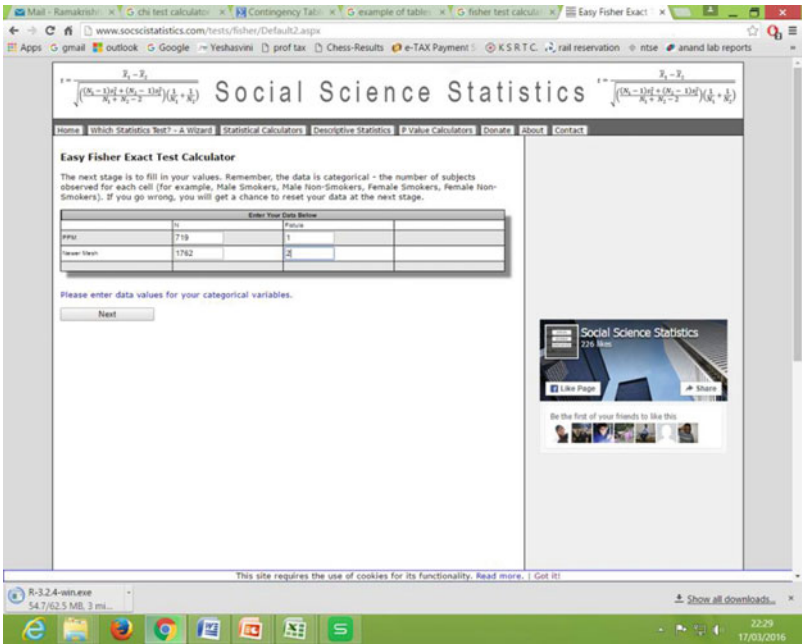 Mail - Ramakrishn
G chi test calculator
Contingency Tab
G example of tables
G fisher test calcula
Easy Fisher Exact
www.socscistatistics.com/tests/fisher/Default2.aspx
Apps G gmail outlook G Google Yeshasvini prof tax Chess-Results e-TAX Payment S K S R T C. rail reservation ntse anand lab reports »
Social Science Statistics
Home Which Statistics Test? - A Wizard Statistical Calculators Descriptive Statistics P Value Calculators Donate About Contact
Easy Fisher Exact Test Calculator
The next stage is to fill in your values. Remember, the data is categorical - the number of subjects
observed for each cell (for example, Male Smokers, Male Non-Smokers, Female Smokers, Female Non-
Smokers). If you go wrong, you will get a chance to reset your data at the next stage.
Enter Your Data Below
N Fistula
PPM 719 1
Newer Mesh 1762 2
Please enter data values for your categorical variables.
Next
Social Science Statistics
226 likes
Like Page Share
Be the first of your friends to like this
This site requires the use of cookies for its functionality. Read more. | Got it!
R-3.2.4-win.exe
54.7/62.5 MB, 3 mi...
Show all downloads...
22:29
17/03/2016